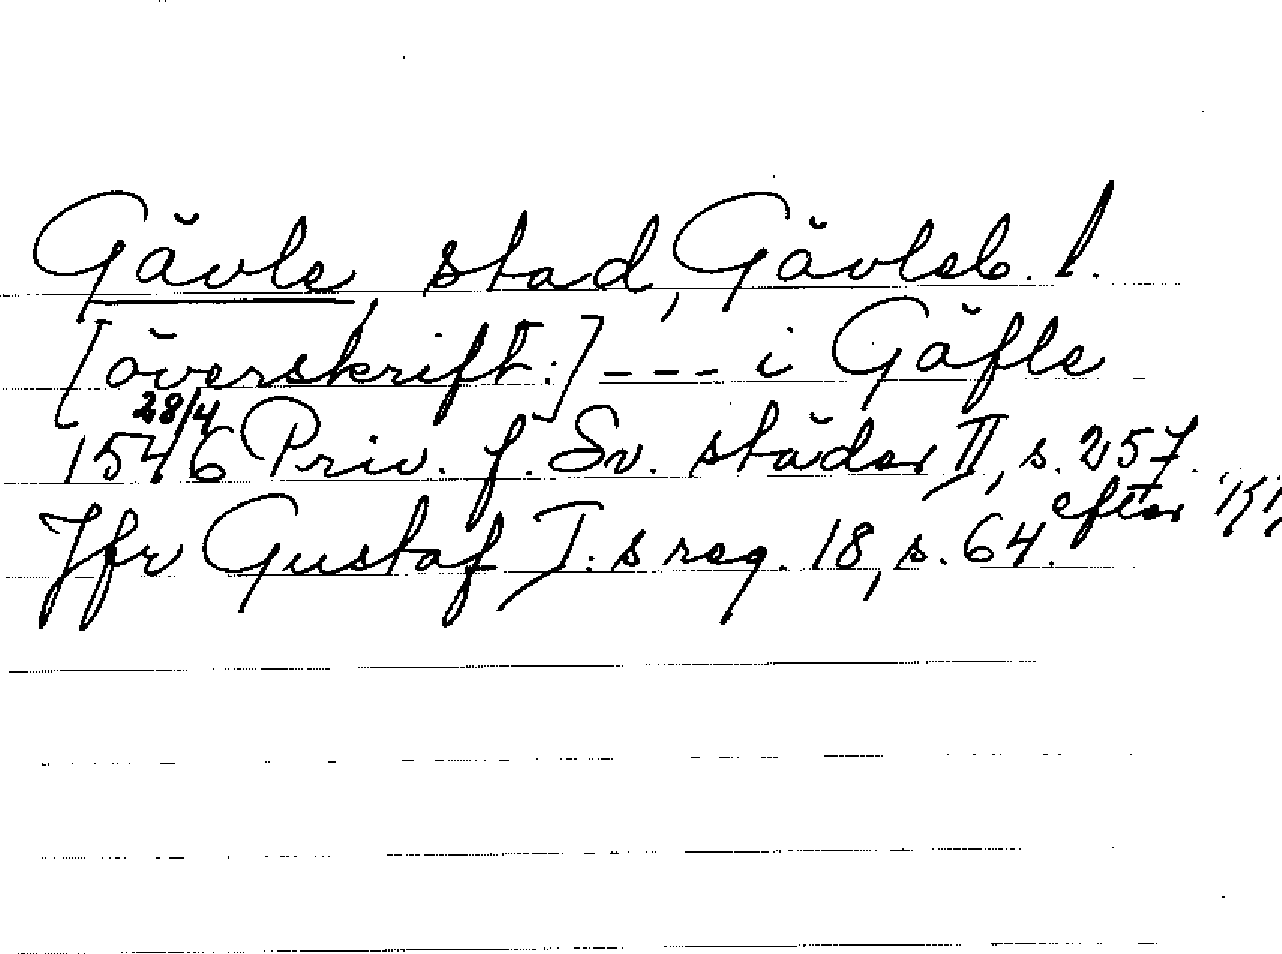 Gävle, stad, Gävleb. l.
[överskrift:] --- i Gäfle
28/4
1546 Priv. f. Sv. städer II, s. 257.
efter
Jfr Gustaf I:s reg. 18, s. 64.